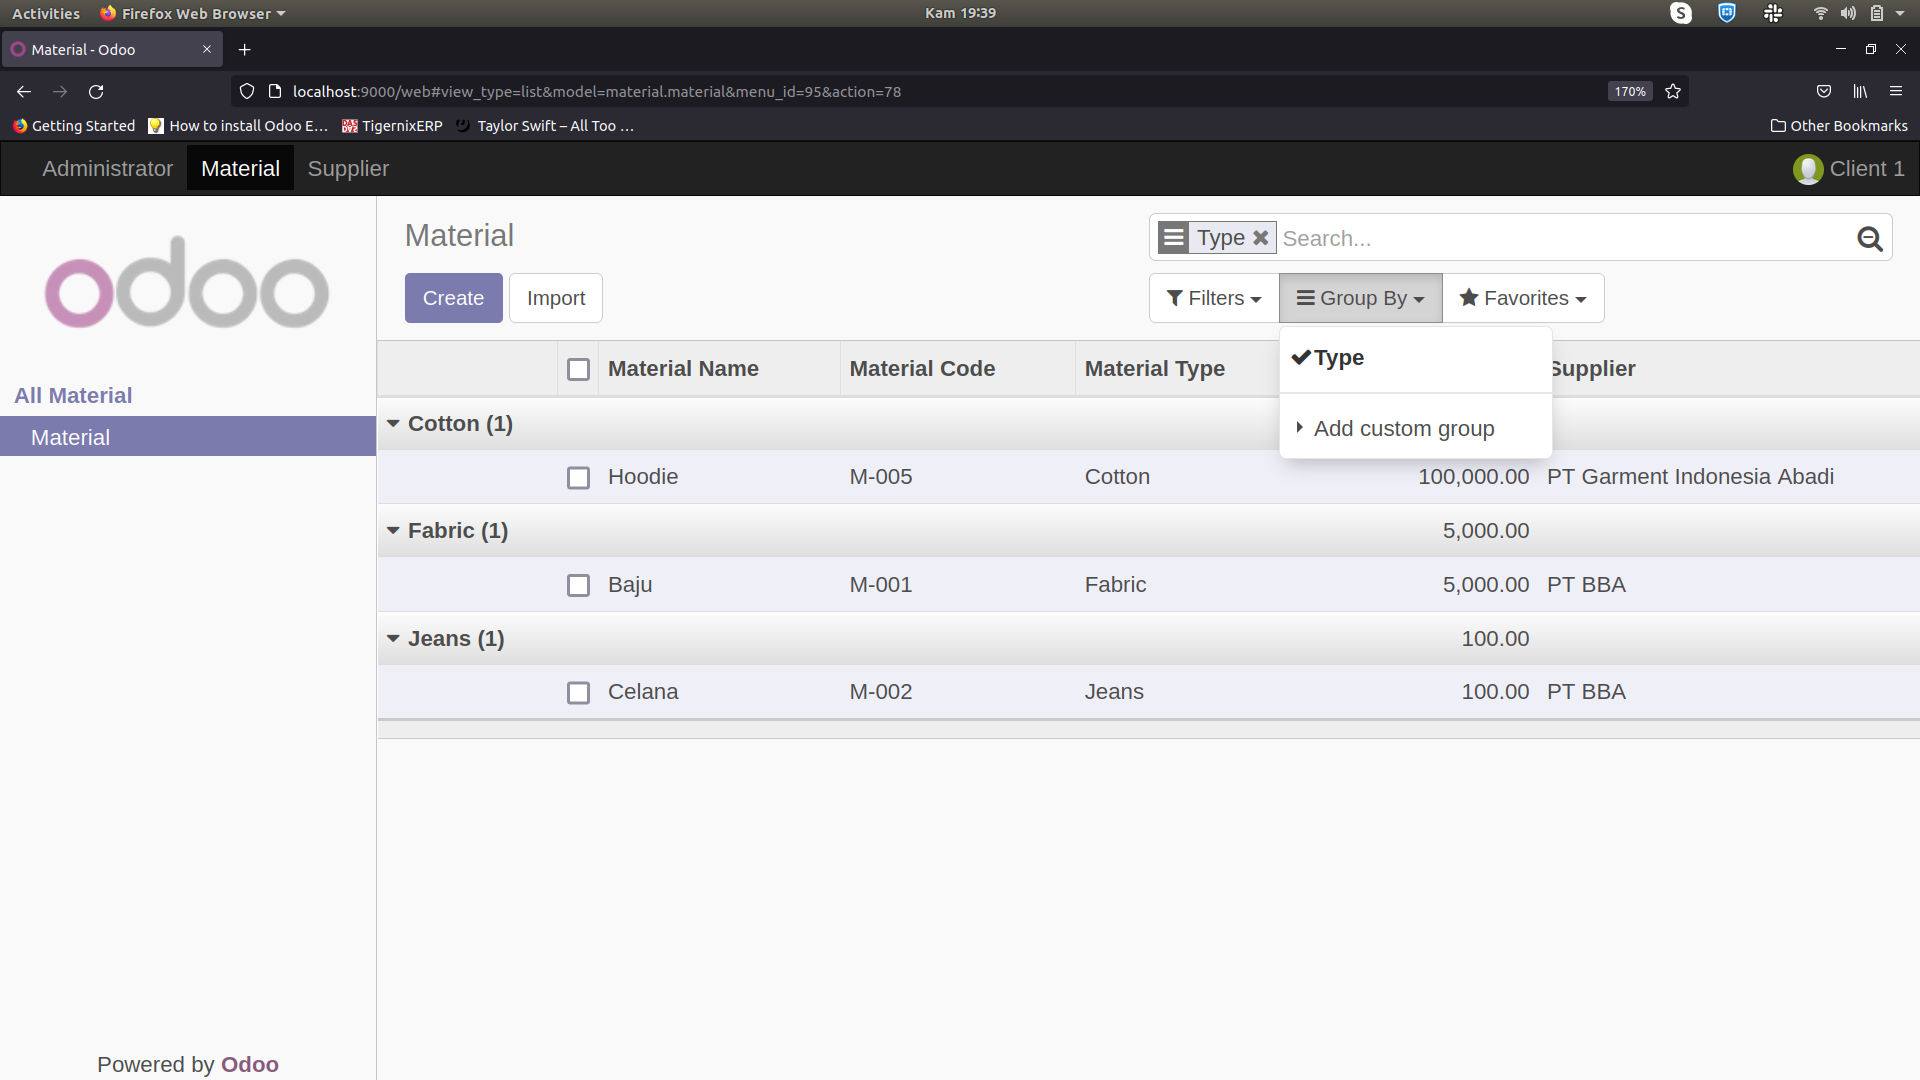 Activities Firefox Web Browser Kam 19:39
Material - Odoo
localhost:9000/web#view_type=list&model=material.material&menu_id=95&action=78 170%
Getting Started How to install Odoo E… TigernixERP Taylor Swift – All Too … Other Bookmarks
Administrator Material Supplier Client 1
odoo
Material
Type Search...
Create Import Filters Group By Favorites
Type
Add custom group
Material Name Material Code Material Type Supplier
All Material
Material
Cotton (1)
Hoodie M-005 Cotton 100,000.00 PT Garment Indonesia Abadi
Fabric (1) 5,000.00
Baju M-001 Fabric 5,000.00 PT BBA
Jeans (1) 100.00
Celana M-002 Jeans 100.00 PT BBA
Powered by Odoo